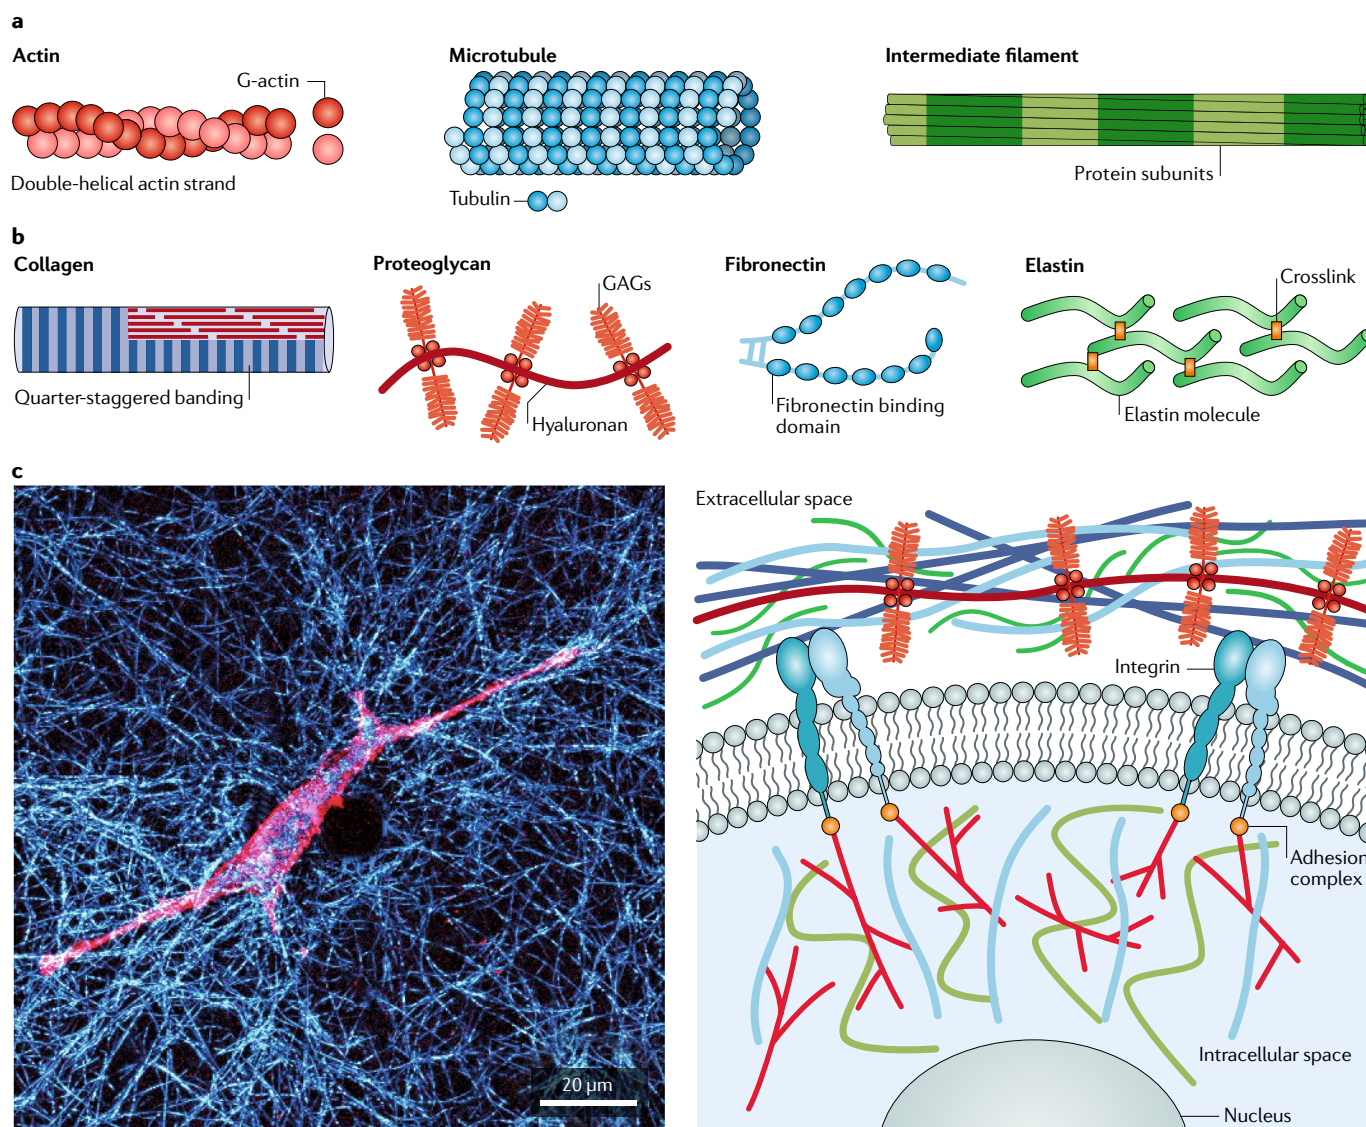 a
Actin
Microtubule
Intermediate filament
G-actin
Double-helical actin strand
Tubulin
Protein subunits
b
Collagen
Proteoglycan
Fibronectin
Elastin
GAGs
Crosslink
Quarter-staggered banding
Hyaluronan
Fibronectin binding
domain
Elastin molecule
c
Extracellular space
Integrin
Adhesion
complex
Intracellular space
20 µm
Nucleus